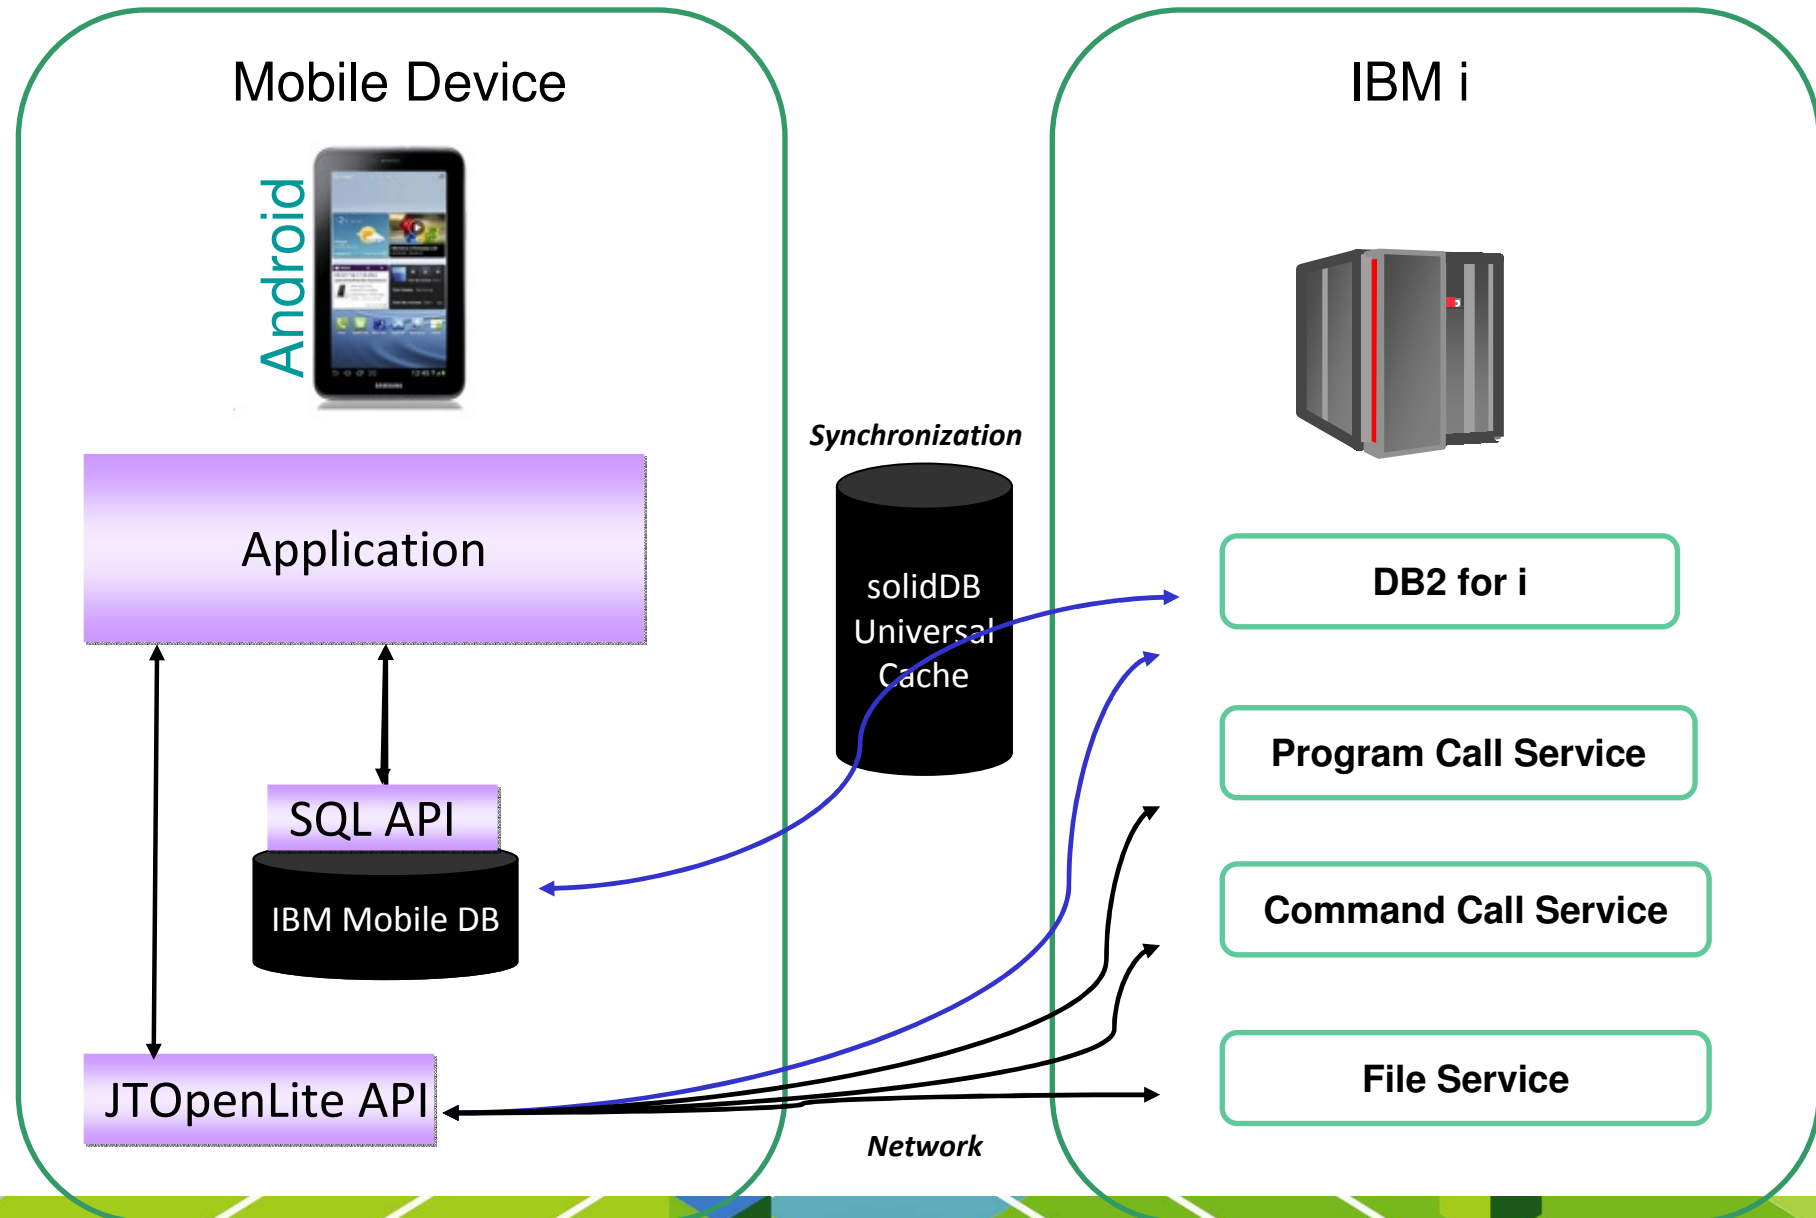 Mobile Device
IBM i
Android
SAMSUNG
Synchronization
Application
solidDB
Universal
Cache
DB2 for i
Program Call Service
SQL API
IBM Mobile DB
Command Call Service
JTOpenLite API
File Service
Network